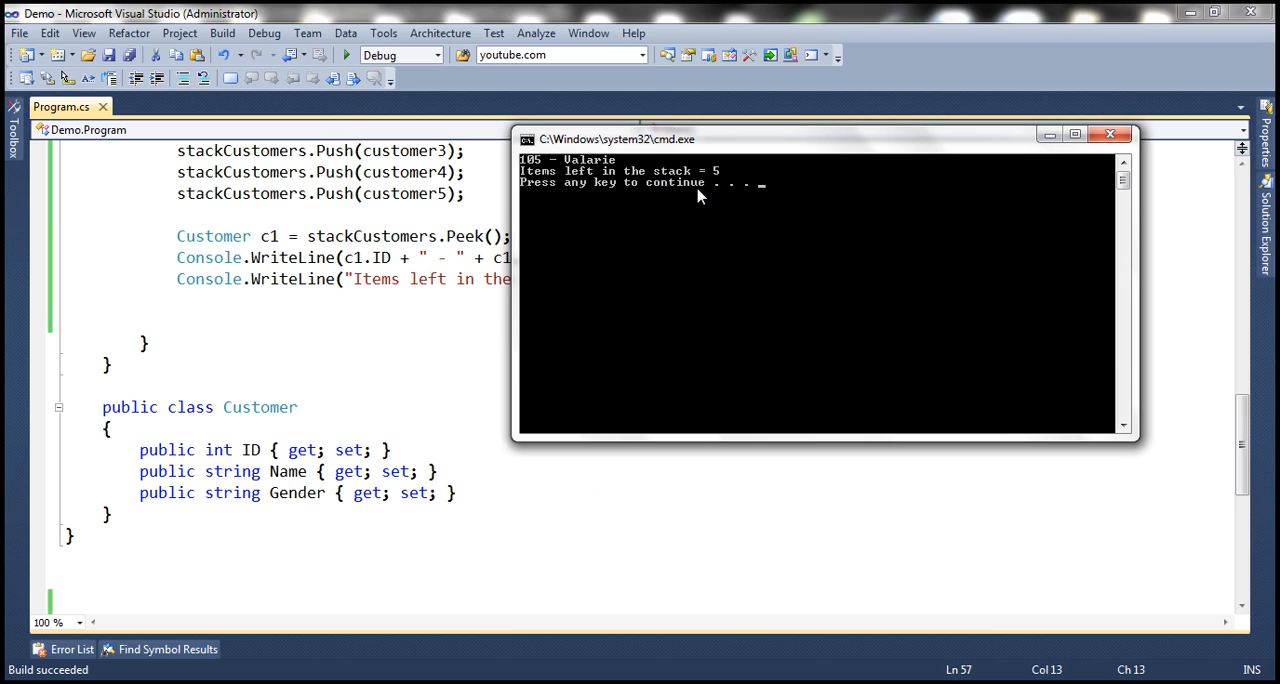 Demo - Microsoft Visual Studio (Administrator)
File Edit View Refactor Project Build Debug Team Data Tools Architecture Test Analyze Window Help
Debug youtube.com
Program.cs
Demo.Program
Toolbox
Properties
Solution Explorer
stackCustomers.Push(customer3);
stackCustomers.Push(customer4);
stackCustomers.Push(customer5);
Customer c1 = stackCustomers.Peek();
Console.WriteLine(c1.ID + " - " + c1
Console.WriteLine("Items left in the
}
}
public class Customer
{
public int ID { get; set; }
public string Name { get; set; }
public string Gender { get; set; }
}
}
C:\Windows\system32\cmd.exe
105 - Valarie
Items left in the stack = 5
Press any key to continue . . . _
100 %
Error List Find Symbol Results
Build succeeded Ln 57 Col 13 Ch 13 INS